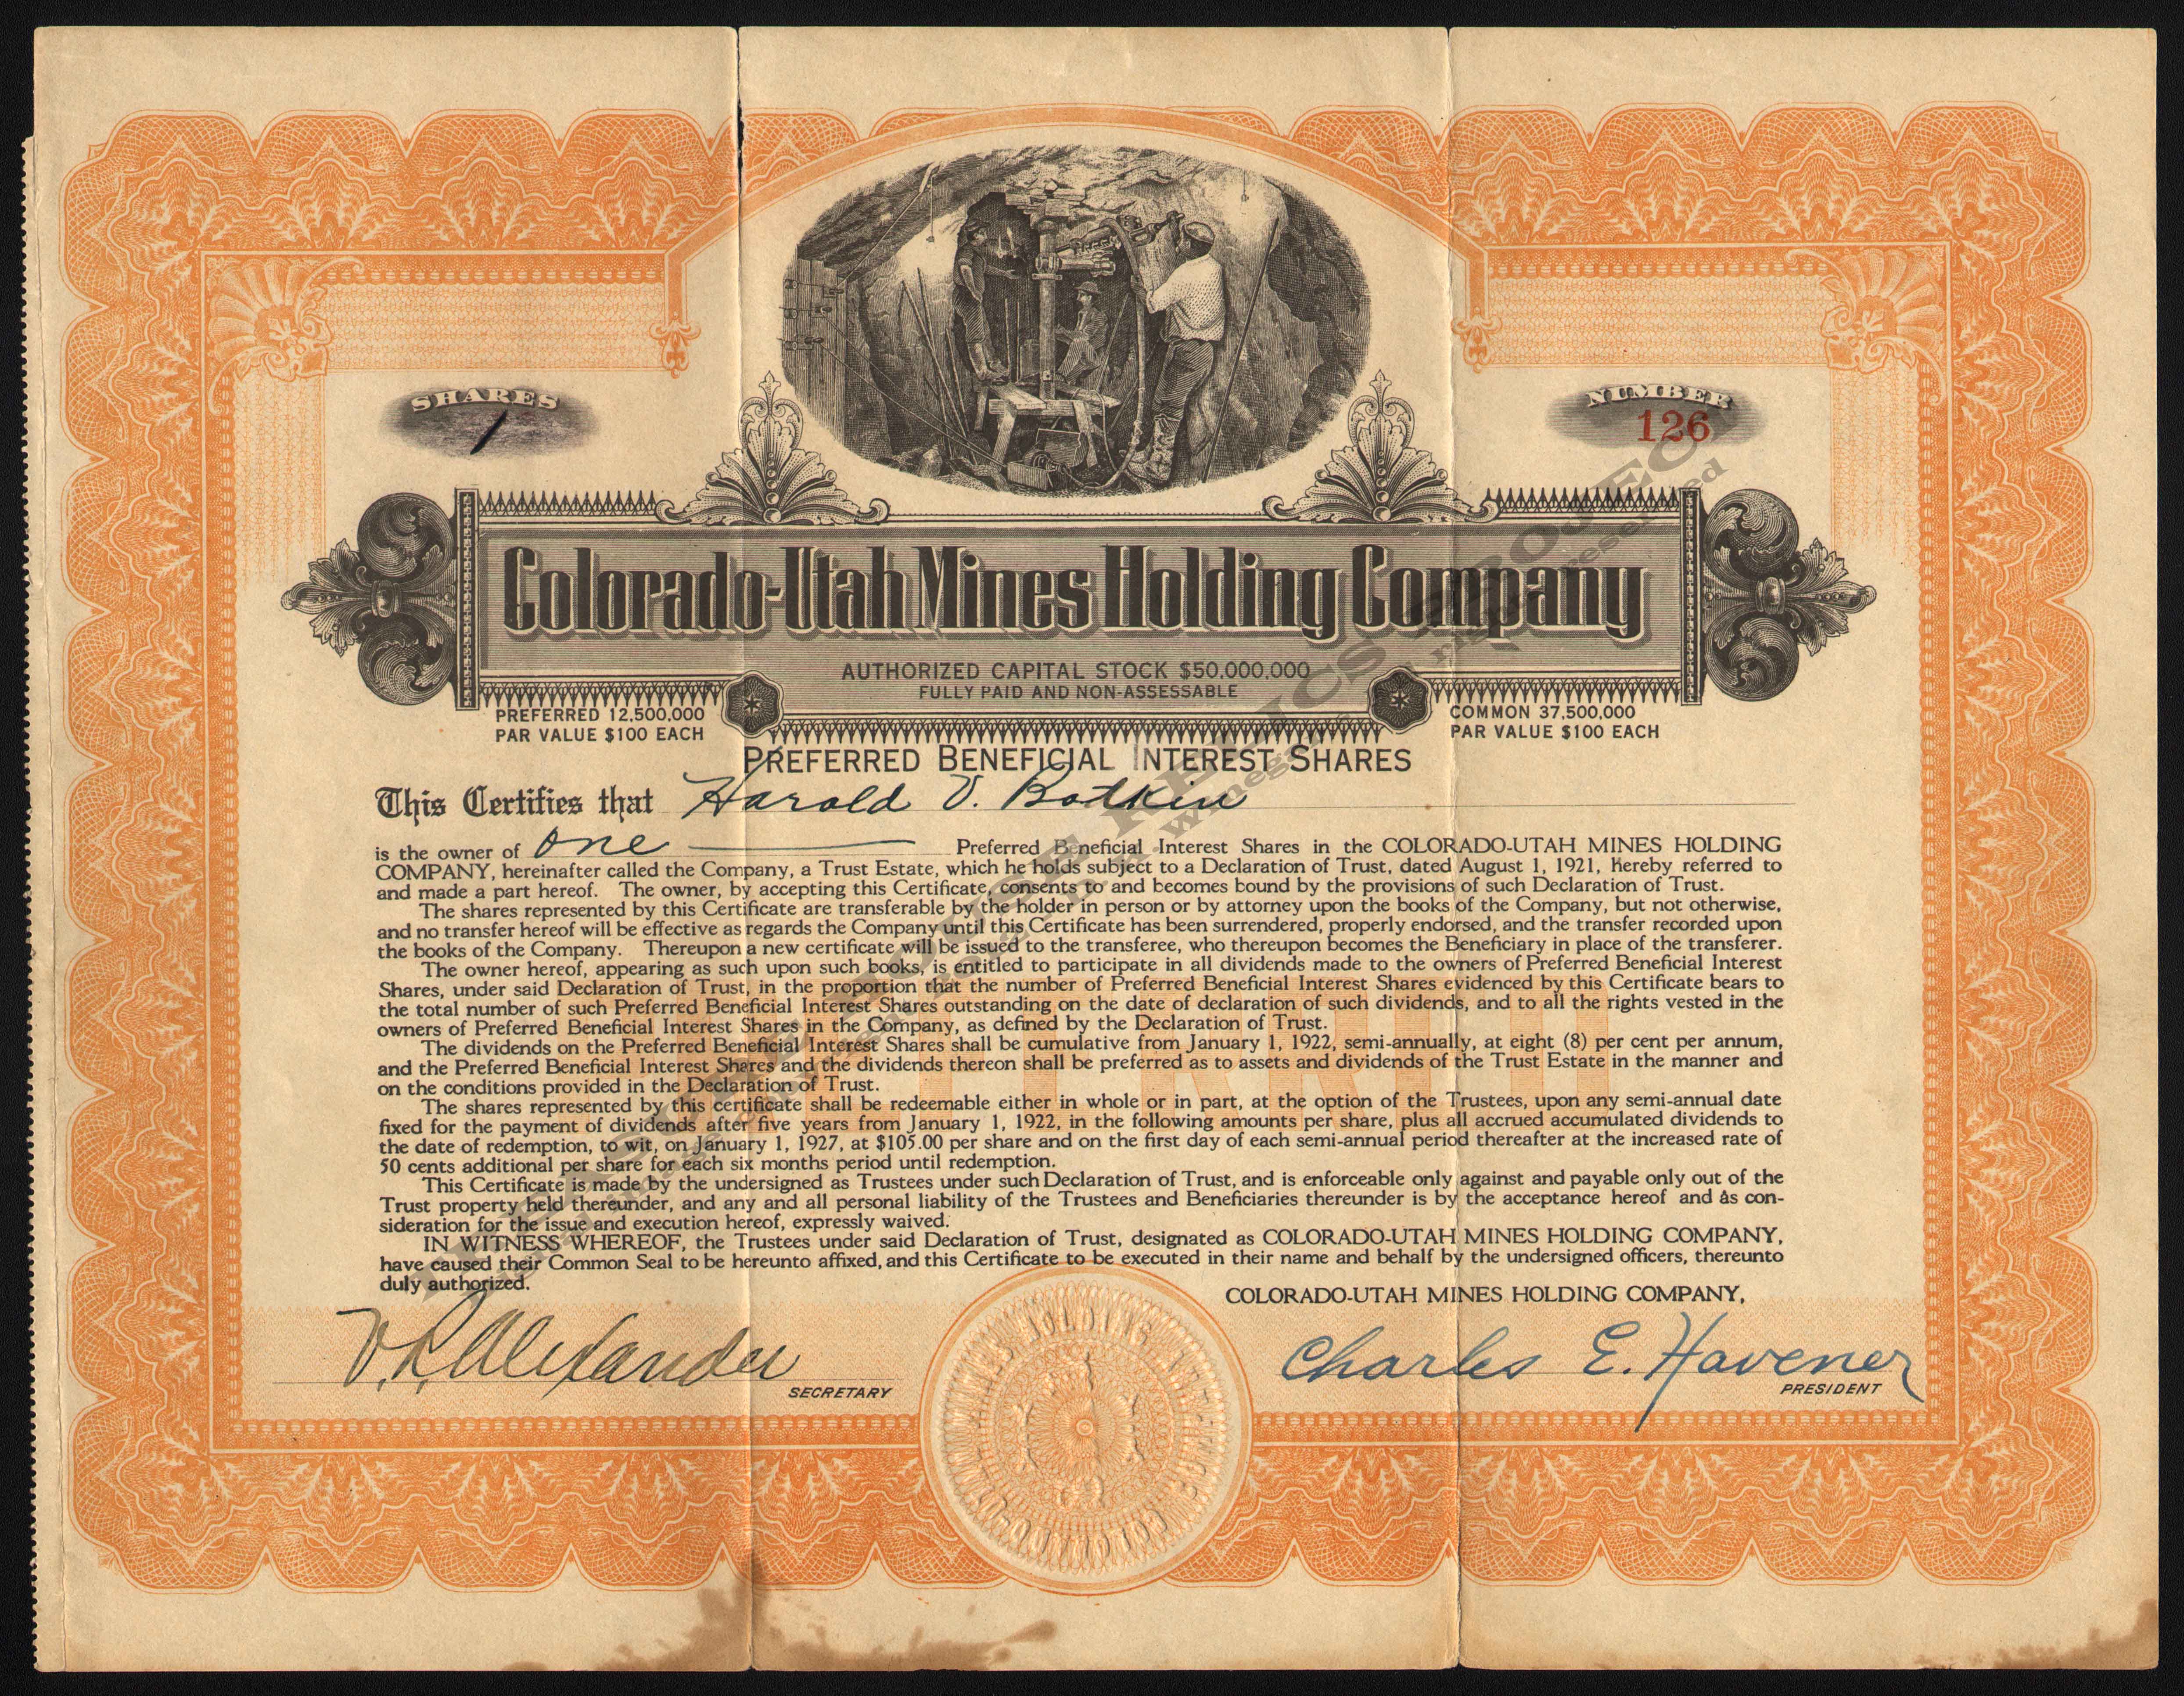 SHARES
1
NUMBER
126
Colorado-Utah Mines Holding Company
AUTHORIZED CAPITAL STOCK $50,000,000
FULLY PAID AND NON-ASSESSABLE
PREFERRED 12,500,000
PAR VALUE $100 EACH
COMMON 37,500,000
PAR VALUE $100 EACH
PREFERRED BENEFICIAL INTEREST SHARES
This Certifies that Harold V. Botkin
is the owner of one Preferred Beneficial Interest Shares in the COLORADO-UTAH MINES HOLDING
COMPANY, hereinafter called the Company, a Trust Estate, which he holds subject to a Declaration of Trust, dated August 1, 1921, hereby referred to
and made a part hereof. The owner, by accepting this Certificate, consents to and becomes bound by the provisions of such Declaration of Trust.
The shares represented by this Certificate are transferable by the holder in person or by attorney upon the books of the Company, but not otherwise,
and no transfer hereof will be effective as regards the Company until this Certificate has been surrendered, properly endorsed, and the transfer recorded upon
the books of the Company. Thereupon a new certificate will be issued to the transferee, who thereupon becomes the Beneficiary in place of the transferer.
The owner hereof, appearing as such upon such books, is entitled to participate in all dividends made to the owners of Preferred Beneficial Interest
Shares, under said Declaration of Trust, in the proportion that the number of Preferred Beneficial Interest Shares evidenced by this Certificate bears to
the total number of such Preferred Beneficial Interest Shares outstanding on the date of declaration of such dividends, and to all the rights vested in the
owners of Preferred Beneficial Interest Shares in the Company, as defined by the Declaration of Trust.
The dividends on the Preferred Beneficial Interest Shares shall be cumulative from January 1, 1922, semi-annually, at eight (8) per cent per annum,
and the Preferred Beneficial Interest Shares and the dividends thereon shall be preferred as to assets and dividends of the Trust Estate in the manner and
on the conditions provided in the Declaration of Trust.
The shares represented by this certificate shall be redeemable either in whole or in part, at the option of the Trustees, upon any semi-annual date
fixed for the payment of dividends after five years from January 1, 1922, in the following amounts per share, plus all accrued accumulated dividends to
the date of redemption, to wit, on January 1, 1927, at $105.00 per share and on the first day of each semi-annual period thereafter at the increased rate of
50 cents additional per share for each six months period until redemption.
This Certificate is made by the undersigned as Trustees under such Declaration of Trust, and is enforceable only against and payable only out of the
Trust property held thereunder, and any and all personal liability of the Trustees and Beneficiaries thereunder is by the acceptance hereof and as con-
sideration for the issue and execution hereof, expressly waived.
IN WITNESS WHEREOF, the Trustees under said Declaration of Trust, designated as COLORADO-UTAH MINES HOLDING COMPANY,
have caused their Common Seal to be hereunto affixed, and this Certificate to be executed in their name and behalf by the undersigned officers, thereunto
duly authorized.
COLORADO-UTAH MINES HOLDING COMPANY,
V. R. Alexander
SECRETARY
Charles E. Havener
PRESIDENT